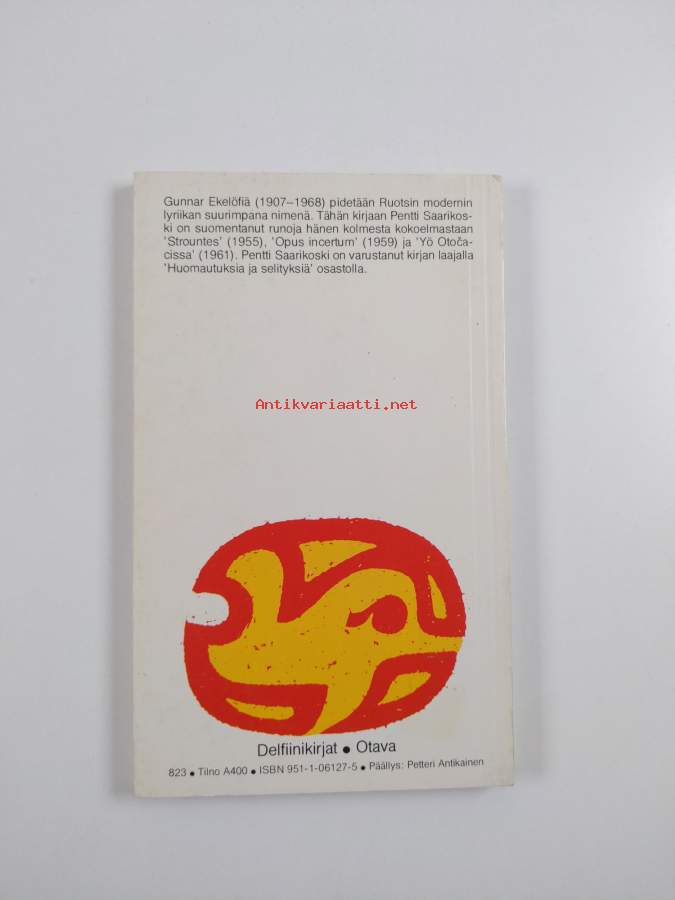 Gunnar Ekelöfiä (1907–1968) pidetään Ruotsin modernin
lyriikan suurimpana nimenä. Tähän kirjaan Pentti Saarikos-
ki on suomentanut runoja hänen kolmesta kokoelmastaan
'Strountes' (1955), 'Opus incertum' (1959) ja 'Yö Otoča-
cissa' (1961). Pentti Saarikoski on varustanut kirjan laajalla
'Huomautuksia ja selityksiä' osastolla.
Antikvariaatti.net
Delfiinikirjat ● Otava
823 ● Tilno A400 ● ISBN 951-1-06127-5 ● Päällys: Petteri Antikainen